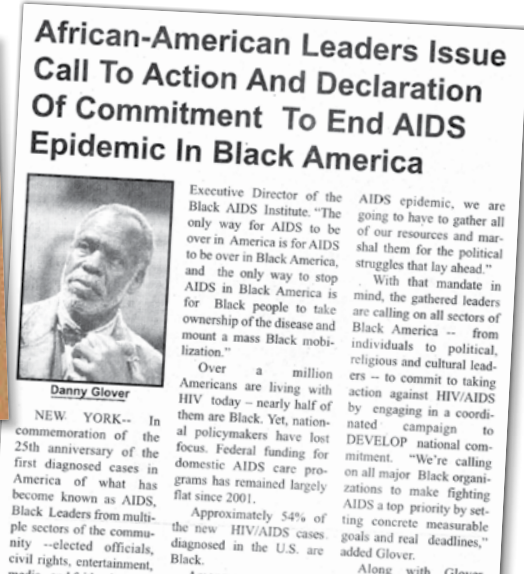 African-American Leaders Issue
Call To Action And Declaration
Of Commitment To End AIDS
Epidemic In Black America
Danny Glover
NEW YORK-- In
commemoration of the
25th anniversary of the
first diagnosed cases in
America of what has
become known as AIDS,
Black Leaders from multi-
ple sectors of the commu-
nity --elected officials,
civil rights, entertainment,
Executive Director of the
Black AIDS Institute. “The
only way for AIDS to be
over in America is for AIDS
to be over in Black America,
and the only way to stop
AIDS in Black America is
for Black people to take
ownership of the disease and
mount a mass Black mobi-
lization.”
Over a million
Americans are living with
HIV today – nearly half of
them are Black. Yet, nation-
al policymakers have lost
focus. Federal funding for
domestic AIDS care pro-
grams has remained largely
flat since 2001.
Approximately 54% of
the new HIV/AIDS cases
diagnosed in the U.S. are
Black.
AIDS epidemic, we are
going to have to gather all
of our resources and mar-
shal them for the political
struggles that lay ahead.”
With that mandate in
mind, the gathered leaders
are calling on all sectors of
Black America -- from
individuals to political,
religious and cultural lead-
ers -- to commit to taking
action against HIV/AIDS
by engaging in a coordi-
nated campaign to
DEVELOP national com-
mitment. “We're calling
on all major Black organi-
zations to make fighting
AIDS a top priority by set-
ting concrete measurable
goals and real deadlines,”
added Glover.
Along with Glover